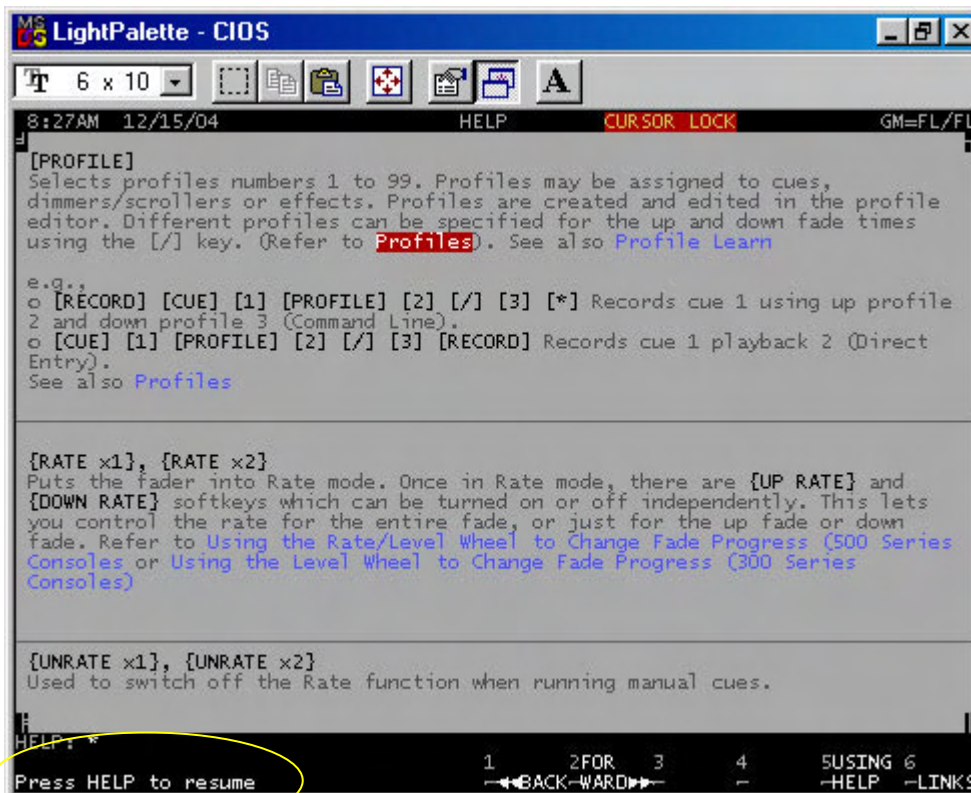 LightPalette - CIOS
6 x 10
A
8:27AM 12/15/04 HELP CURSOR LOCK GM=FL/FL
[PROFILE]
Selects profiles numbers 1 to 99. Profiles may be assigned to cues,
dimmers/scrollers or effects. Profiles are created and edited in the profile
editor. Different profiles can be specified for the up and down fade times
using the [/] key. (Refer to Profiles). See also Profile Learn
e.g.,
o [RECORD] [CUE] [1] [PROFILE] [2] [/] [3] [*] Records cue 1 using up profile
2 and down profile 3 (Command Line).
o [CUE] [1] [PROFILE] [2] [/] [3] [RECORD] Records cue 1 playback 2 (Direct
Entry).
See also Profiles
{RATE x1}, {RATE x2}
Puts the fader into Rate mode. Once in Rate mode, there are {UP RATE} and
{DOWN RATE} softkeys which can be turned on or off independently. This lets
you control the rate for the entire fade, or just for the up fade or down
fade. Refer to Using the Rate/Level Wheel to Change Fade Progress (500 Series
Consoles or Using the Level Wheel to Change Fade Progress (300 Series
Consoles)
{UNRATE x1}, {UNRATE x2}
Used to switch off the Rate function when running manual cues.
HELP: *
1 2FOR 3 4 5USING 6
Press HELP to resume ◄◄BACK-WARD►► HELP LINKS